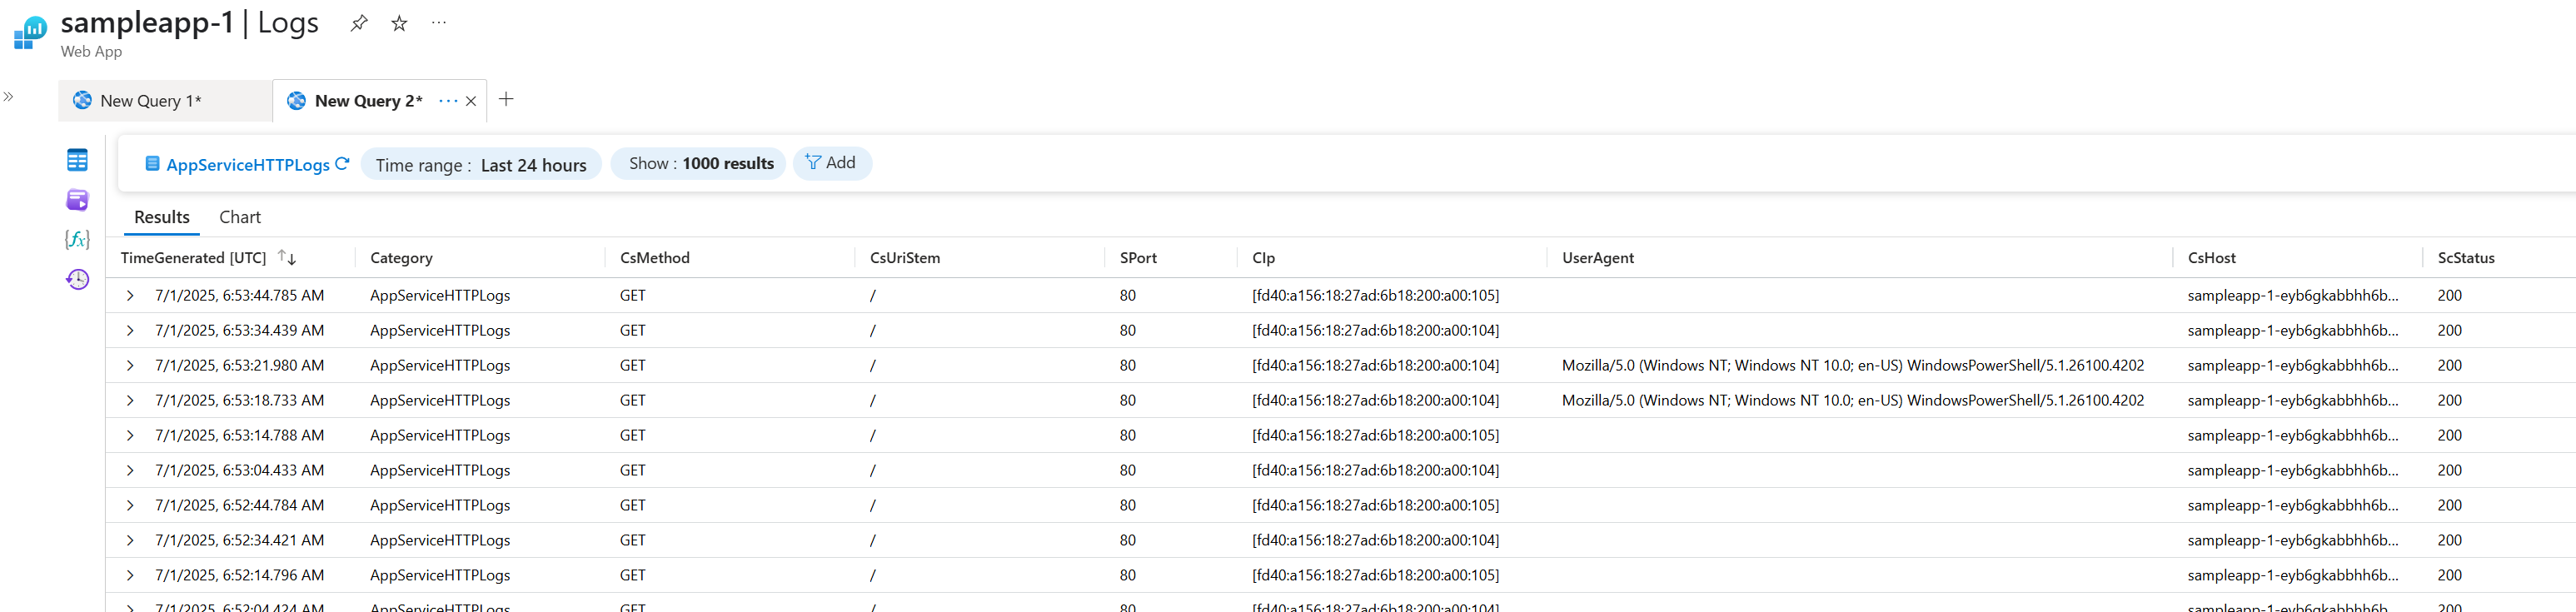 sampleapp-1 | Logs
Web App
New Query 1*
New Query 2*
AppServiceHTTPLogs Time range : Last 24 hours Show : 1000 results Add
Results Chart
TimeGenerated [UTC] Category CsMethod CsUriStem SPort CIp UserAgent CsHost ScStatus
7/1/2025, 6:53:44.785 AM AppServiceHTTPLogs GET / 80 [fd40:a156:18:27ad:6b18:200:a00:105] sampleapp-1-eyb6gkabbhh6b... 200
7/1/2025, 6:53:34.439 AM AppServiceHTTPLogs GET / 80 [fd40:a156:18:27ad:6b18:200:a00:104] sampleapp-1-eyb6gkabbhh6b... 200
7/1/2025, 6:53:21.980 AM AppServiceHTTPLogs GET / 80 [fd40:a156:18:27ad:6b18:200:a00:104] Mozilla/5.0 (Windows NT; Windows NT 10.0; en-US) WindowsPowerShell/5.1.26100.4202 sampleapp-1-eyb6gkabbhh6b... 200
7/1/2025, 6:53:18.733 AM AppServiceHTTPLogs GET / 80 [fd40:a156:18:27ad:6b18:200:a00:104] Mozilla/5.0 (Windows NT; Windows NT 10.0; en-US) WindowsPowerShell/5.1.26100.4202 sampleapp-1-eyb6gkabbhh6b... 200
7/1/2025, 6:53:14.788 AM AppServiceHTTPLogs GET / 80 [fd40:a156:18:27ad:6b18:200:a00:105] sampleapp-1-eyb6gkabbhh6b... 200
7/1/2025, 6:53:04.433 AM AppServiceHTTPLogs GET / 80 [fd40:a156:18:27ad:6b18:200:a00:104] sampleapp-1-eyb6gkabbhh6b... 200
7/1/2025, 6:52:44.784 AM AppServiceHTTPLogs GET / 80 [fd40:a156:18:27ad:6b18:200:a00:105] sampleapp-1-eyb6gkabbhh6b... 200
7/1/2025, 6:52:34.421 AM AppServiceHTTPLogs GET / 80 [fd40:a156:18:27ad:6b18:200:a00:104] sampleapp-1-eyb6gkabbhh6b... 200
7/1/2025, 6:52:14.796 AM AppServiceHTTPLogs GET / 80 [fd40:a156:18:27ad:6b18:200:a00:105] sampleapp-1-eyb6gkabbhh6b... 200
7/1/2025, 6:52:04.424 AM AppServiceHTTPLogs GET / 80 [fd40:a156:18:27ad:6b18:200:a00:104] sampleapp-1-eyb6gkabbhh6b... 200